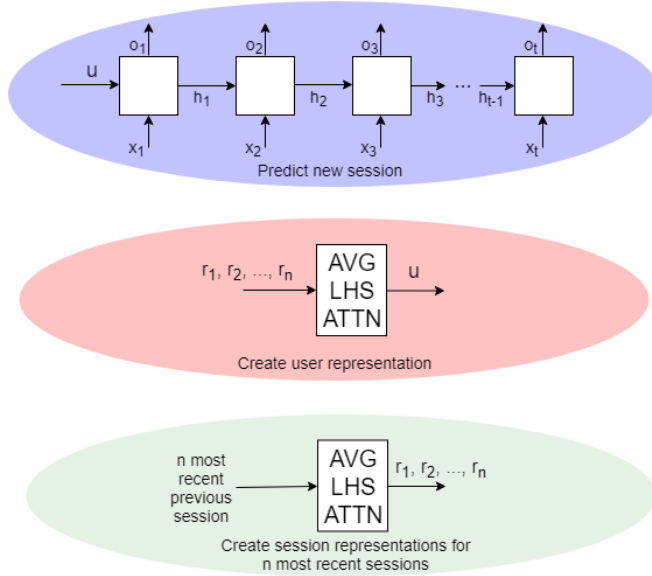 o1 o2 o3 ot
u h1 h2 h3 ... ht-1
x1 x2 x3 xt
Predict new session
r1, r2, ..., rn
AVG
LHS
ATTN
u
Create user representation
n most
recent
previous
session
AVG
LHS
ATTN
r1, r2, ..., rn
Create session representations for
n most recent sessions